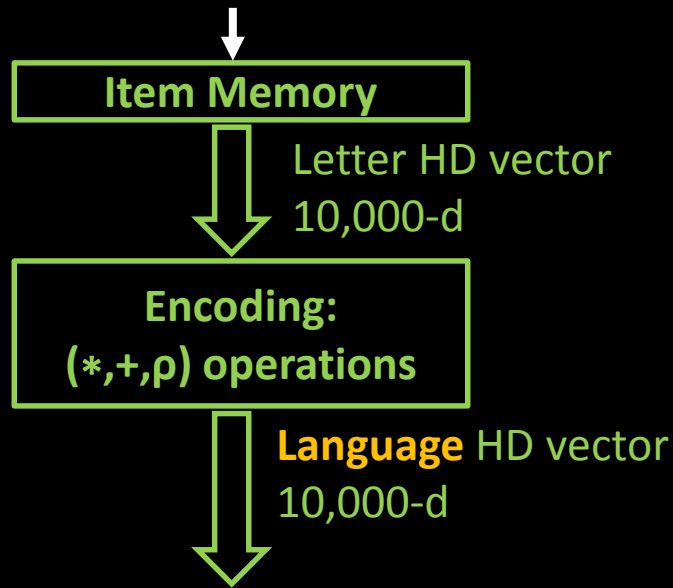 Item Memory
Letter HD vector
10,000-d
Encoding:
(∗,+,ρ) operations
Language HD vector
10,000-d